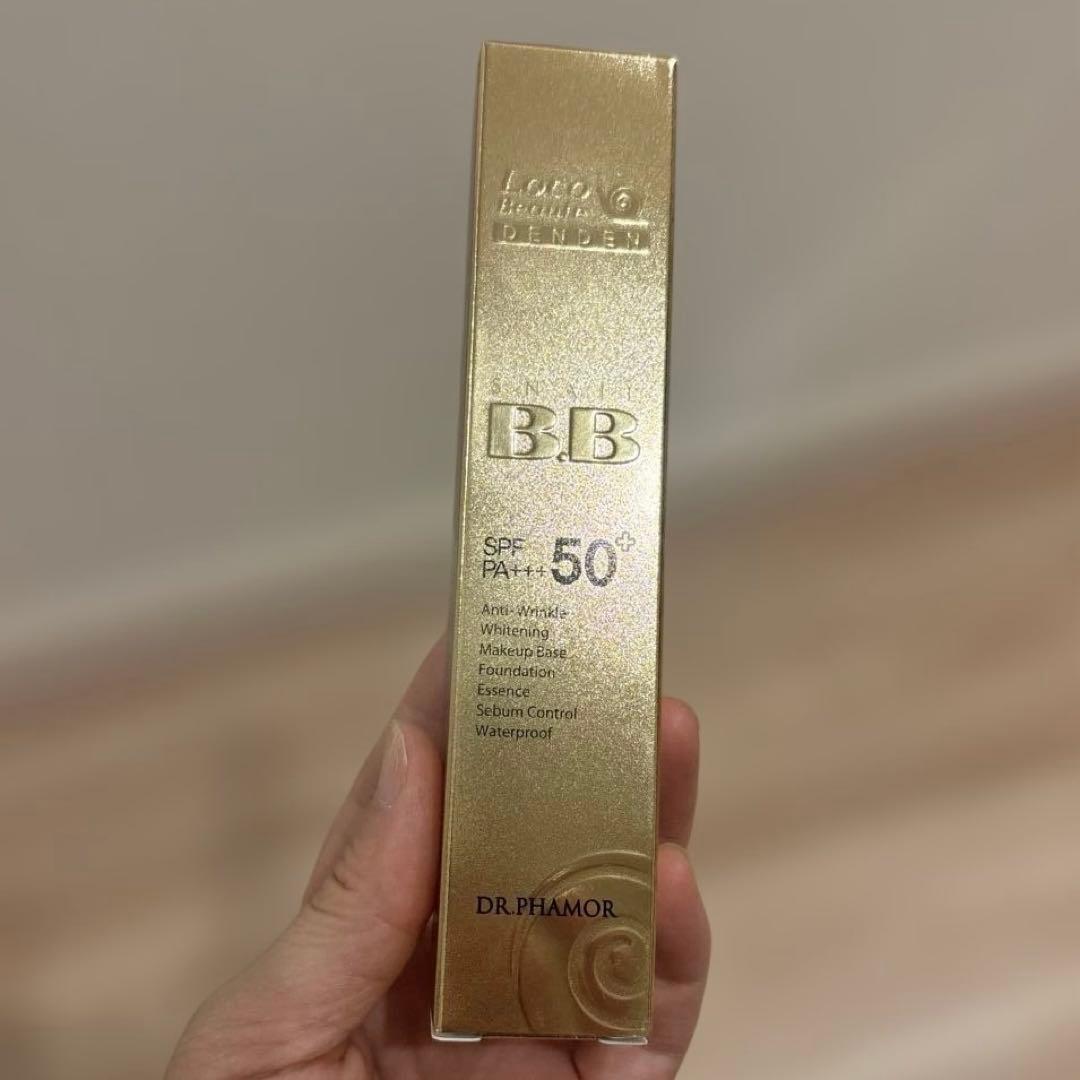 Loco
Beaute
DENDEN
SNAIL
B.B
SPF
PA+++ 50+
Anti-Wrinkle
Whitening
Makeup Base
Foundation
Essence
Sebum Control
Waterproof
DR.PHAMOR